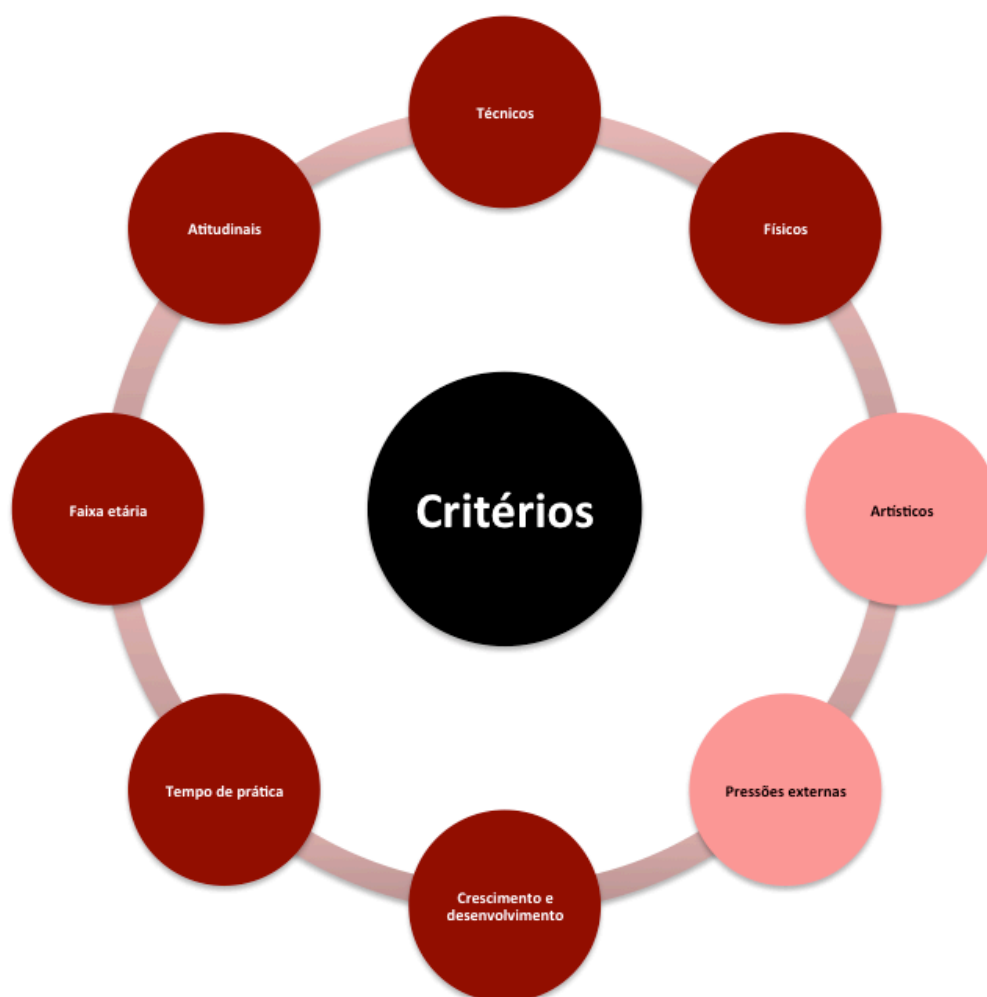 Técnicos
Físicos
Artísticos
Pressões externas
Crescimento e
desenvolvimento
Tempo de prática
Faixa etária
Atitudinais
Critérios